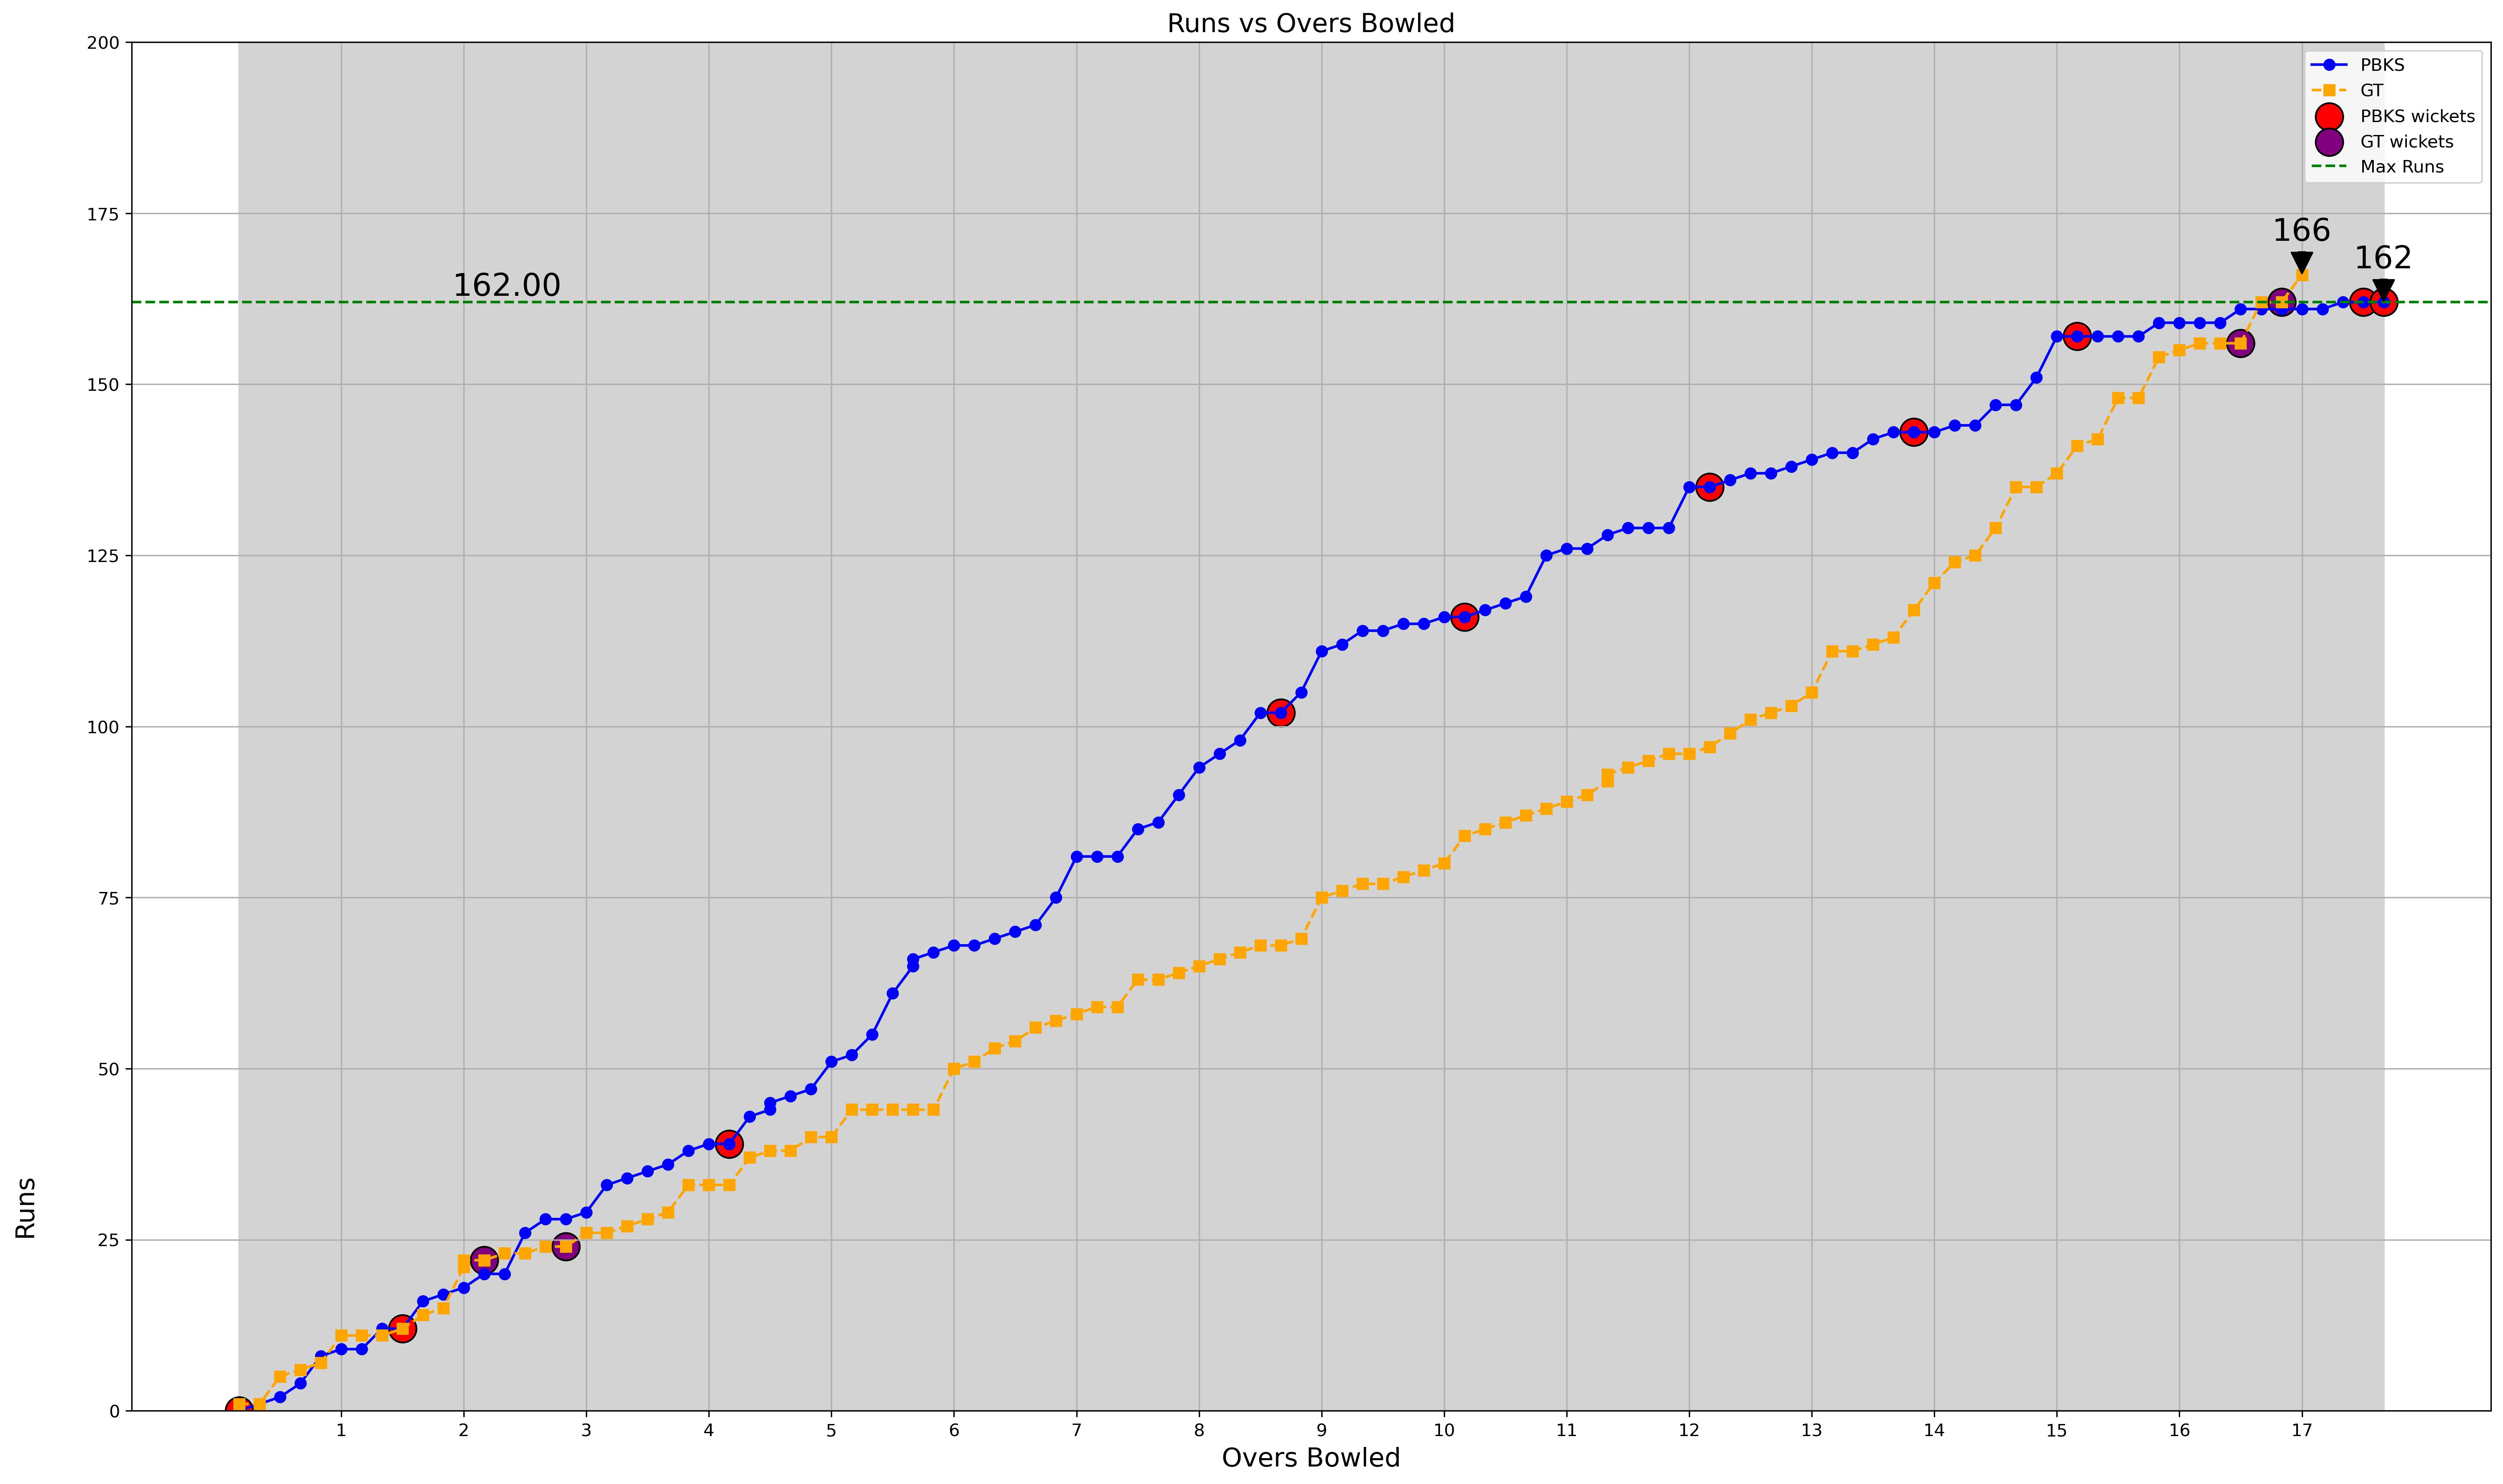 Runs vs Overs Bowled
200
175
150
125
100
75
50
25
0
Runs
PBKS
GT
PBKS wickets
GT wickets
Max Runs
166
162
162.00
1 2 3 4 5 6 7 8 9 10 11 12 13 14 15 16 17
Overs Bowled